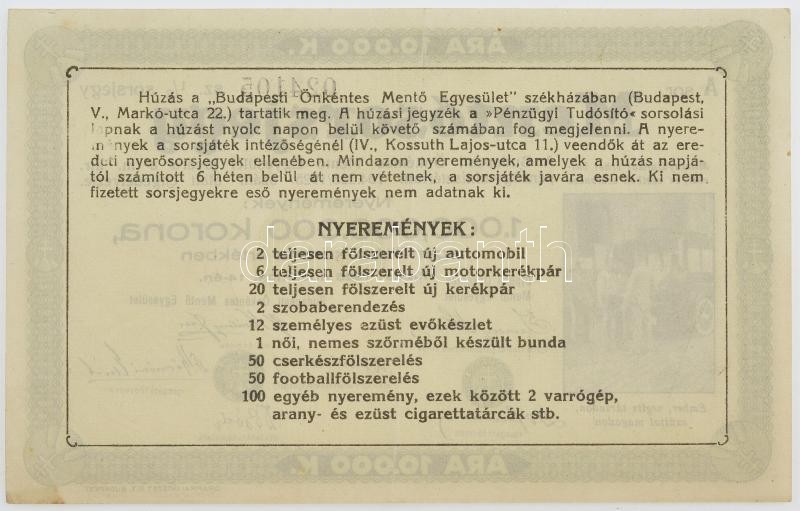 Húzás a „Budapesti Önkéntes Mentő Egyesület" székházában (Budapest,
V., Markó-utca 22.) tartatik meg. A húzási jegyzék a »Pénzügyi Tudósító« sorsolási
lapnak a húzást nyolc napon belül követő számában fog megjelenni. A nyere-
mények a sorsjáték intézőségénél (IV., Kossuth Lajos-utca 11.) veendők át az ere-
deti nyerősorsjegyek ellenében. Mindazon nyeremények, amelyek a húzás napjá-
tól számított 6 héten belül át nem vétetnek, a sorsjáték javára esnek. Ki nem
fizetett sorsjegyekre eső nyeremények nem adatnak ki.
NYEREMÉNYEK:
2 teljesen fölszerelt új automobil
6 teljesen fölszerelt új motorkerékpár
20 teljesen fölszerelt új kerékpár
2 szobaberendezés
12 személyes ezüst evőkészlet
1 női, nemes szőrméből készült bunda
50 cserkészfölszerelés
50 footballfölszerelés
100 egyéb nyeremény, ezek között 2 varrógép,
arany- és ezüst cigarettatárcák stb.
darabanth
ÁRA 10.000 K.
024105
ÁRA 10.000 K.